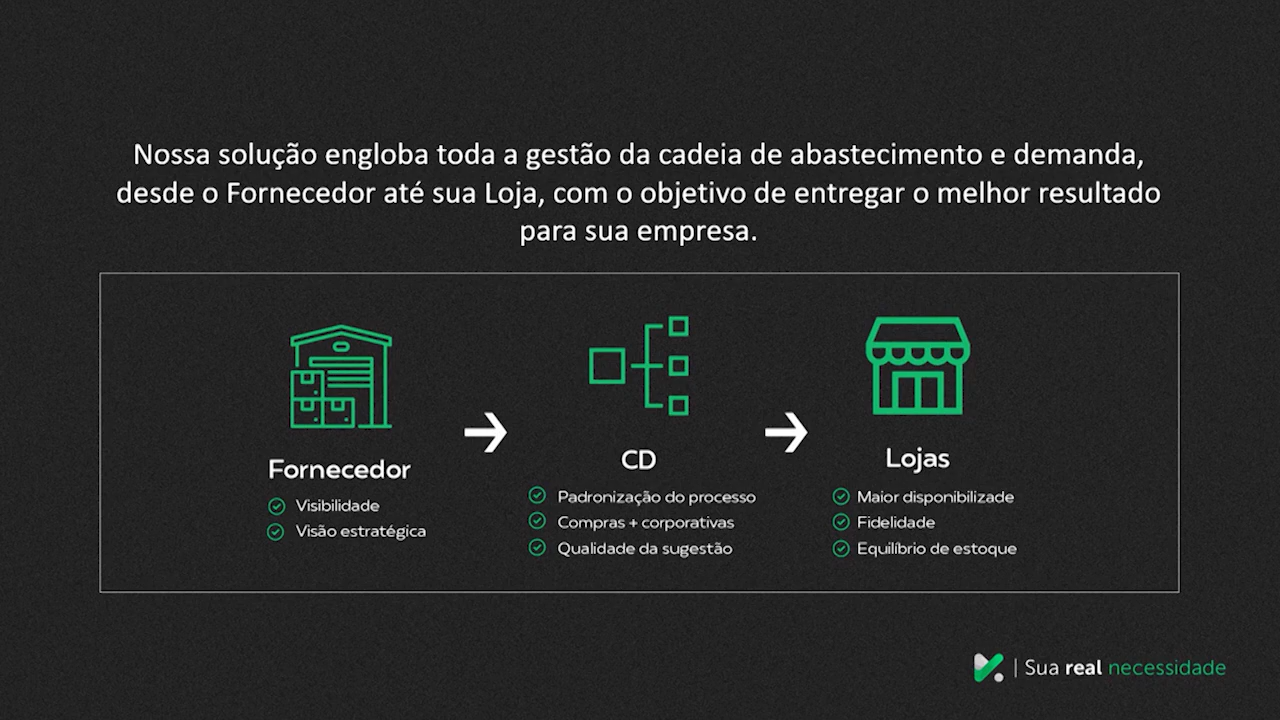 Nossa solução engloba toda a gestão da cadeia de abastecimento e demanda,
desde o Fornecedor até sua Loja, com o objetivo de entregar o melhor resultado
para sua empresa.
Fornecedor
Visibilidade
Visão estratégica
CD
Padronização do processo
Compras + corporativas
Qualidade da sugestão
Lojas
Maior disponibilizade
Fidelidade
Equilíbrio de estoque
| Sua real necessidade